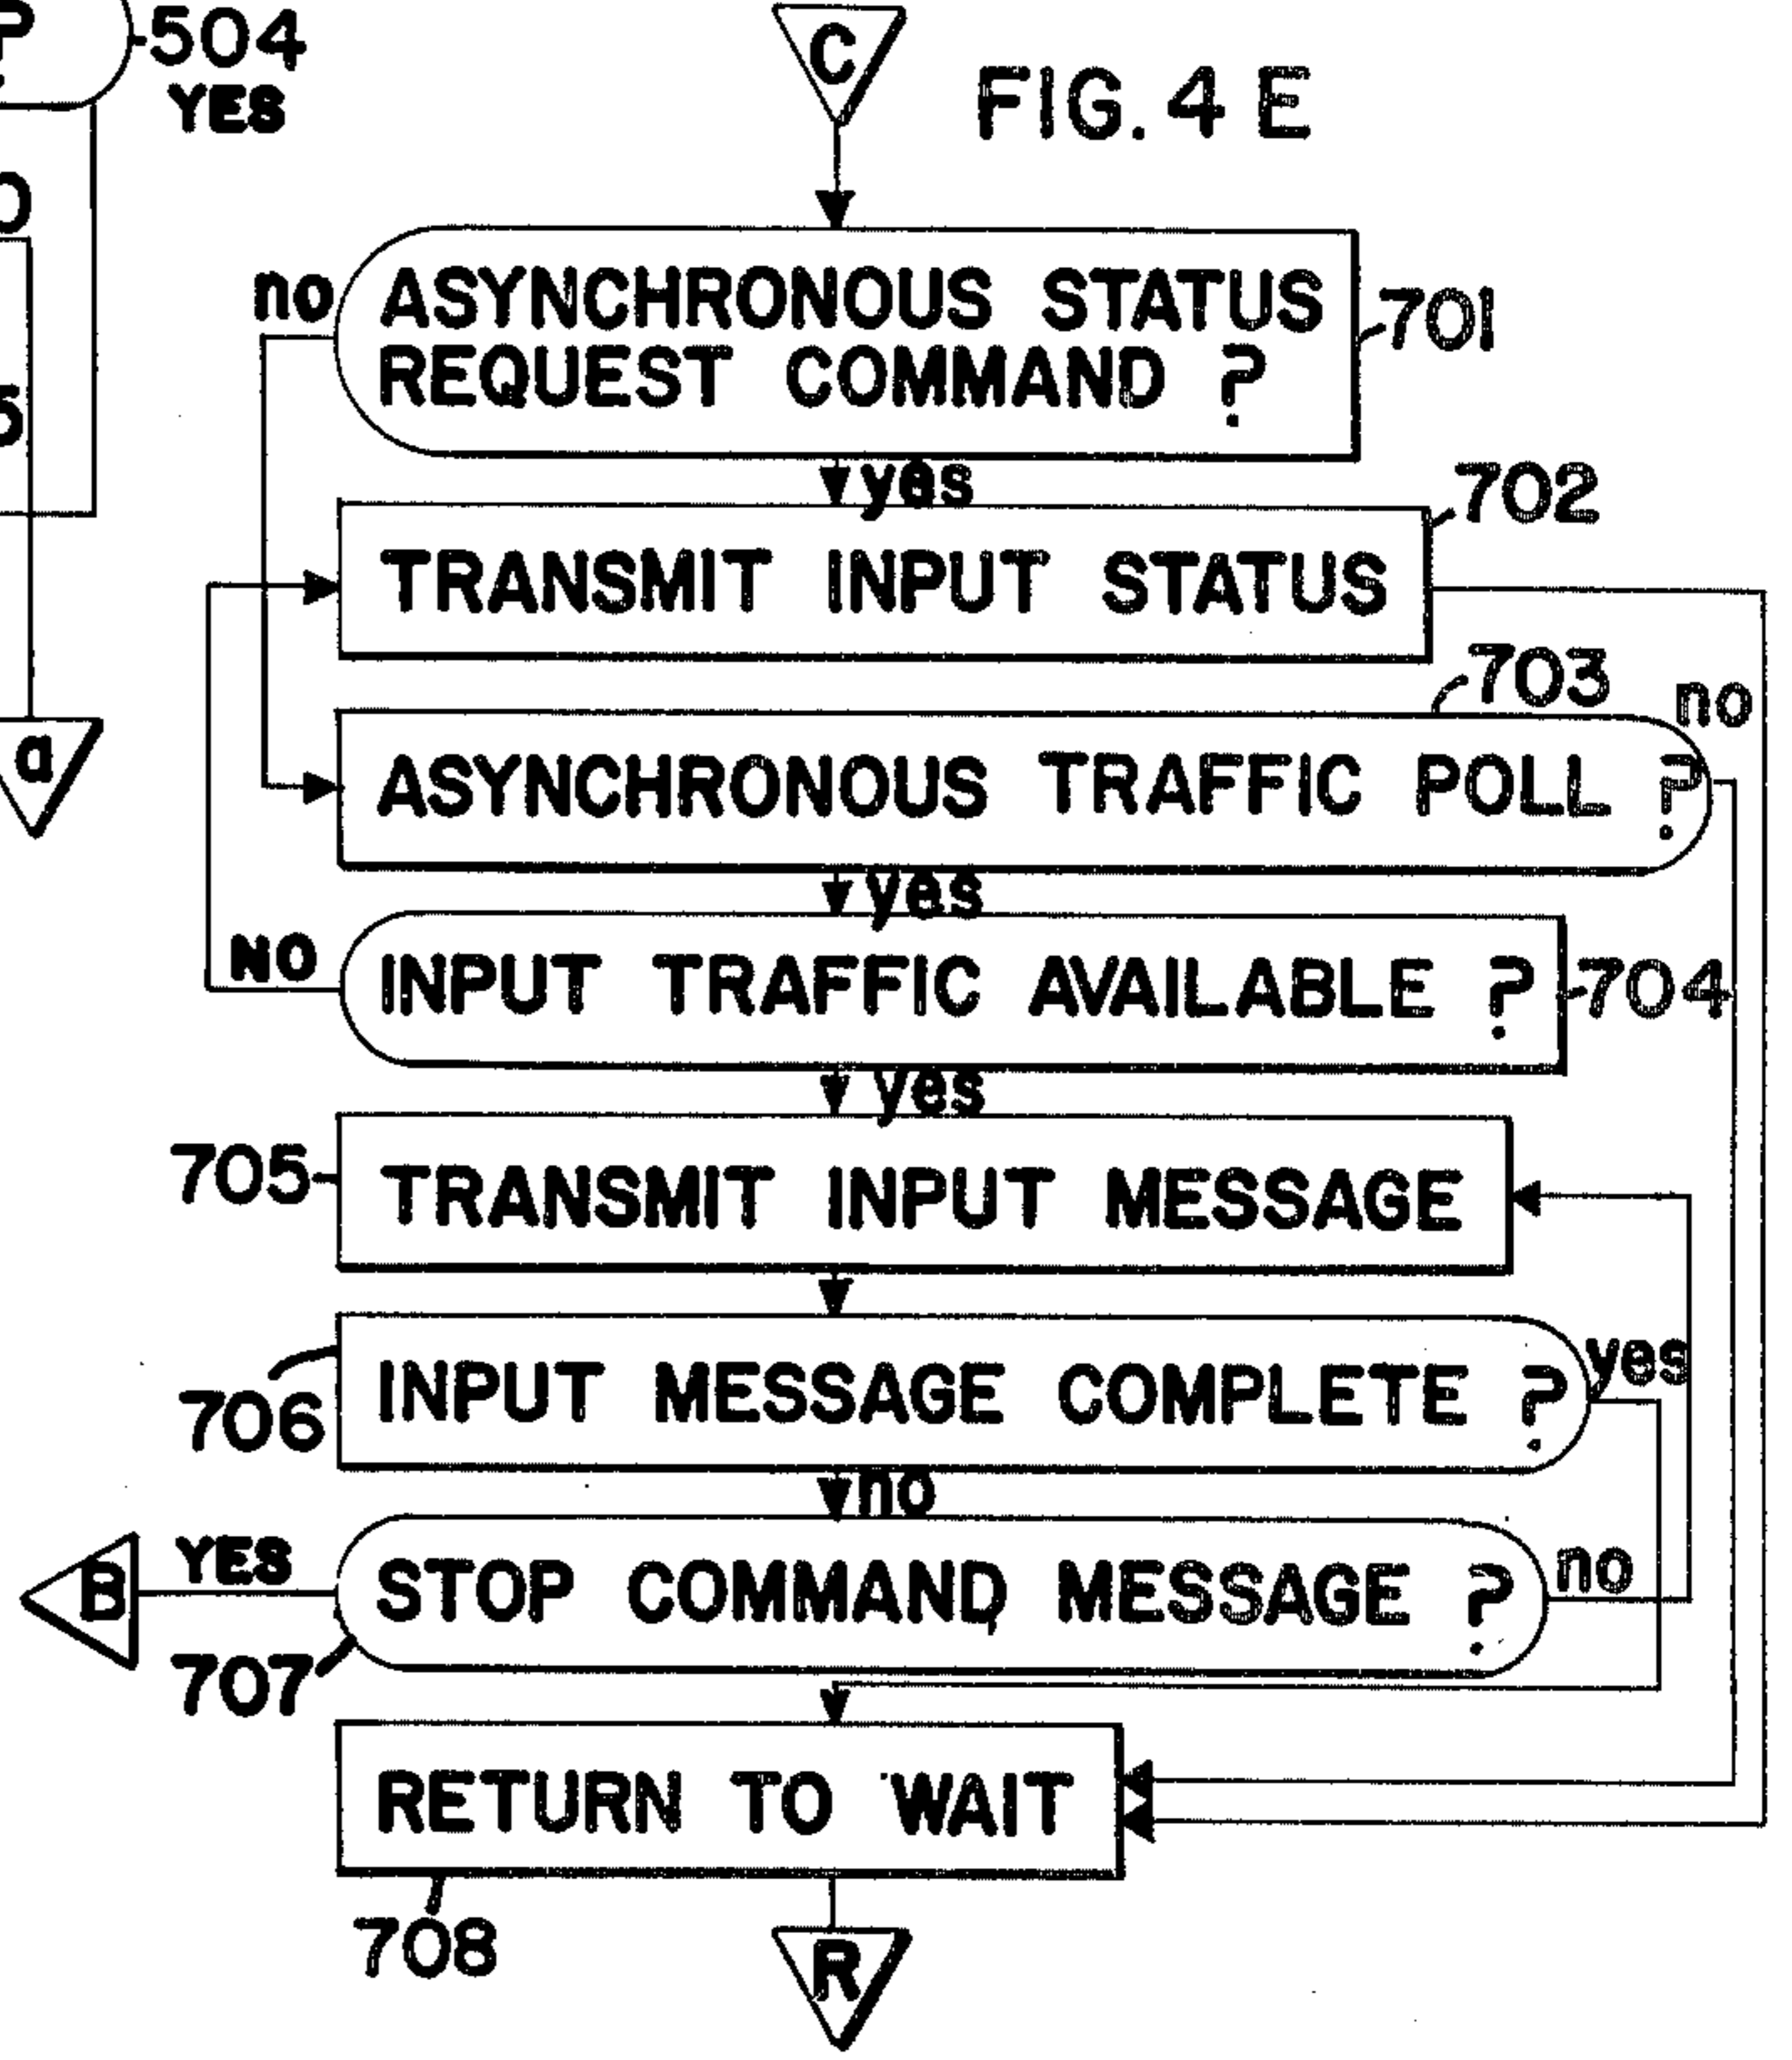 504
YES
C
FIG. 4 E
no
ASYNCHRONOUS STATUS
REQUEST COMMAND ?
701
yes
702
TRANSMIT INPUT STATUS
703
no
a
ASYNCHRONOUS TRAFFIC POLL ?
yes
NO
INPUT TRAFFIC AVAILABLE ?
704
yes
705
TRANSMIT INPUT MESSAGE
706
INPUT MESSAGE COMPLETE ?
yes
no
B
YES
STOP COMMAND MESSAGE ?
no
707
RETURN TO WAIT
708
R